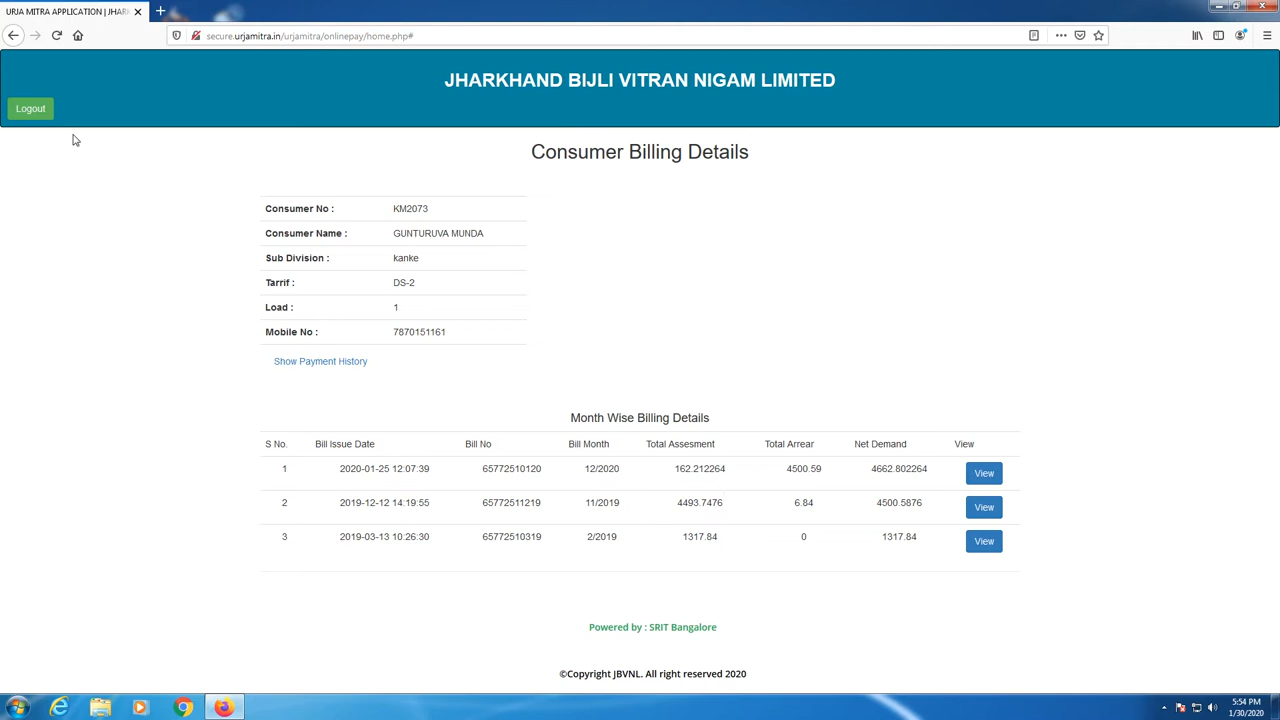 URJA MITRA APPLICATION | JHARK
secure.urjamitra.in/urjamitra/onlinepay/home.php#
JHARKHAND BIJLI VITRAN NIGAM LIMITED
Logout
Consumer Billing Details
Consumer No : KM2073
Consumer Name : GUNTURUVA MUNDA
Sub Division : kanke
Tarrif : DS-2
Load : 1
Mobile No : 7870151161
Show Payment History
Month Wise Billing Details
S No. Bill Issue Date Bill No Bill Month Total Assesment Total Arrear Net Demand View
1 2020-01-25 12:07:39 65772510120 12/2020 162.212264 4500.59 4662.802264 View
2 2019-12-12 14:19:55 65772511219 11/2019 4493.7476 6.84 4500.5876 View
3 2019-03-13 10:26:30 65772510319 2/2019 1317.84 0 1317.84 View
Powered by : SRIT Bangalore
©Copyright JBVNL. All right reserved 2020
5:54 PM
1/30/2020